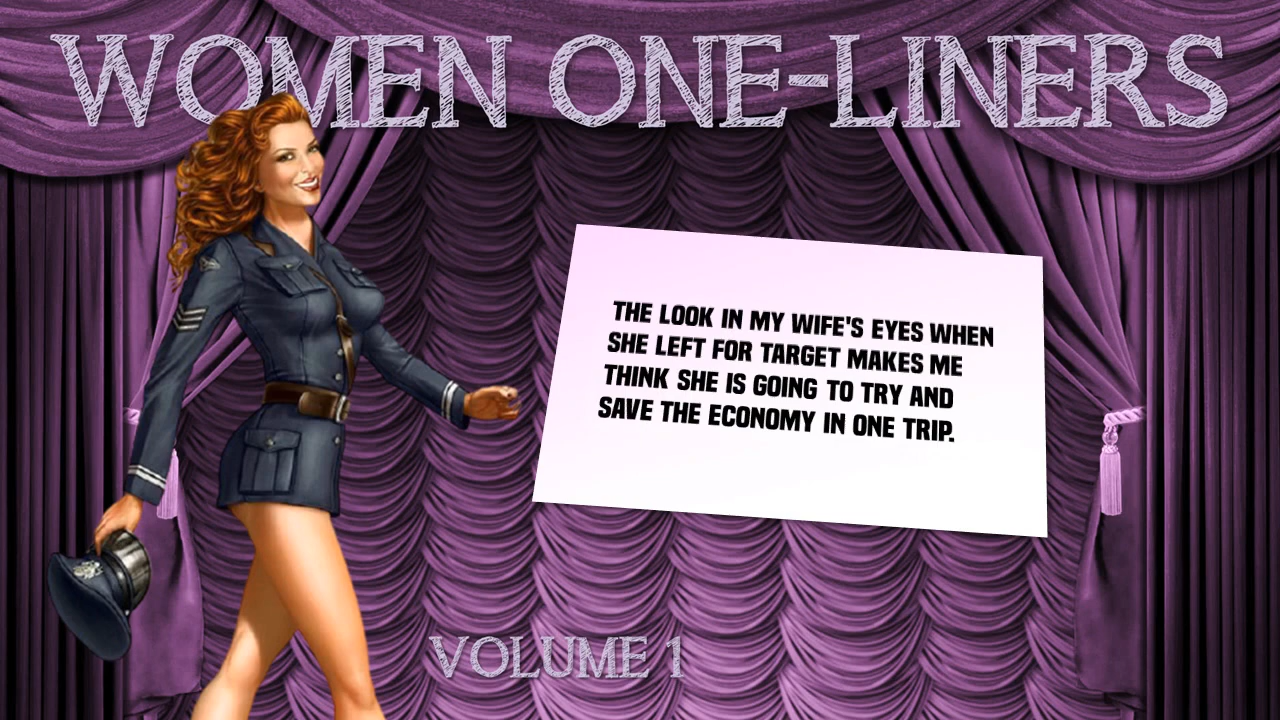 WOMEN ONE-LINERS
THE LOOK IN MY WIFE'S EYES WHEN
SHE LEFT FOR TARGET MAKES ME
THINK SHE IS GOING TO TRY AND
SAVE THE ECONOMY IN ONE TRIP.
VOLUME 1